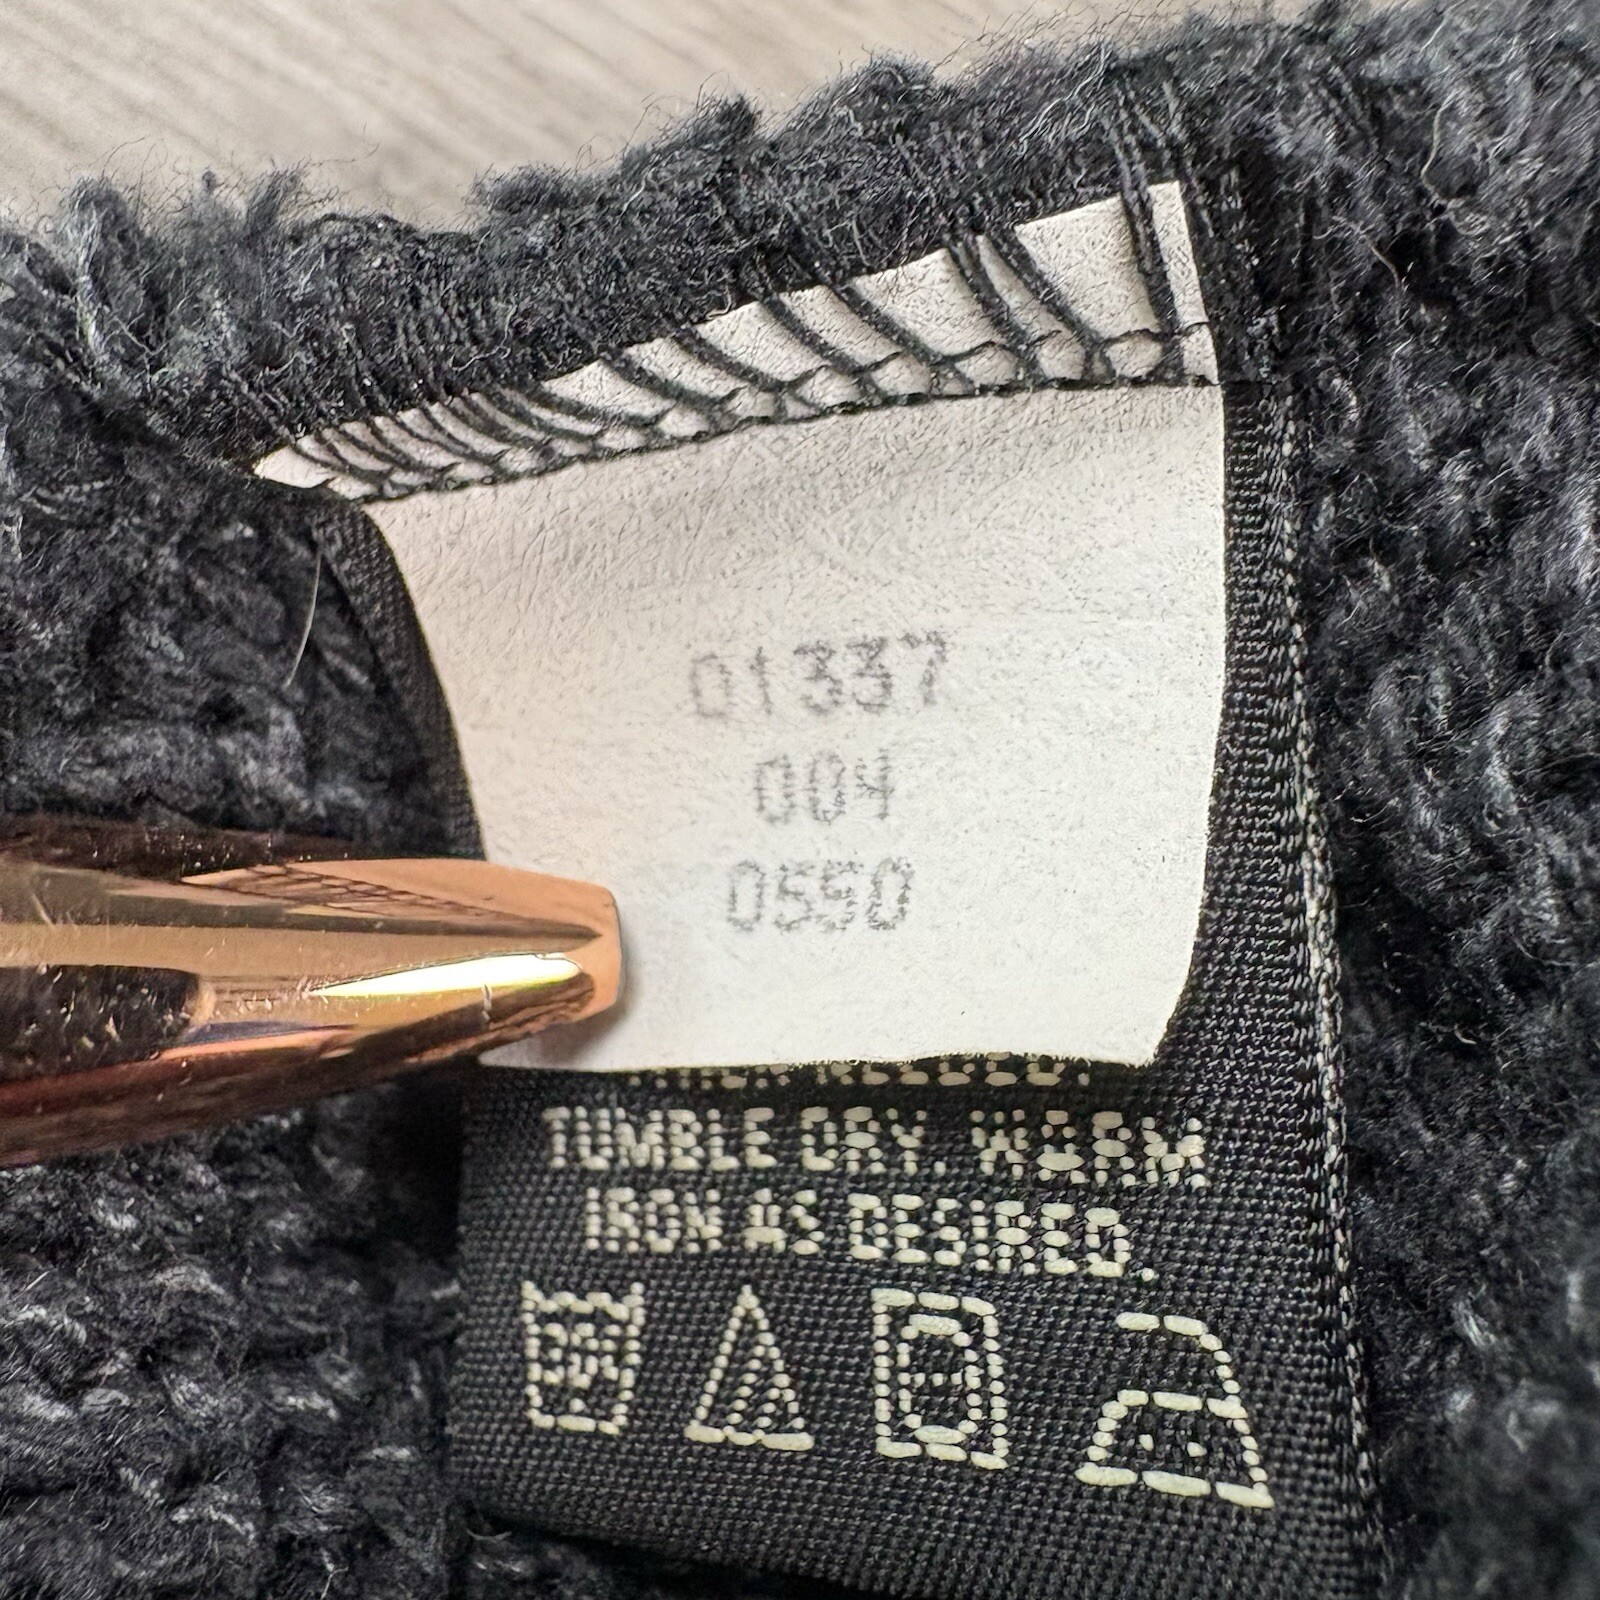 01337
004
0550
TUMBLE DRY. WARM
IRON AS DESIRED.